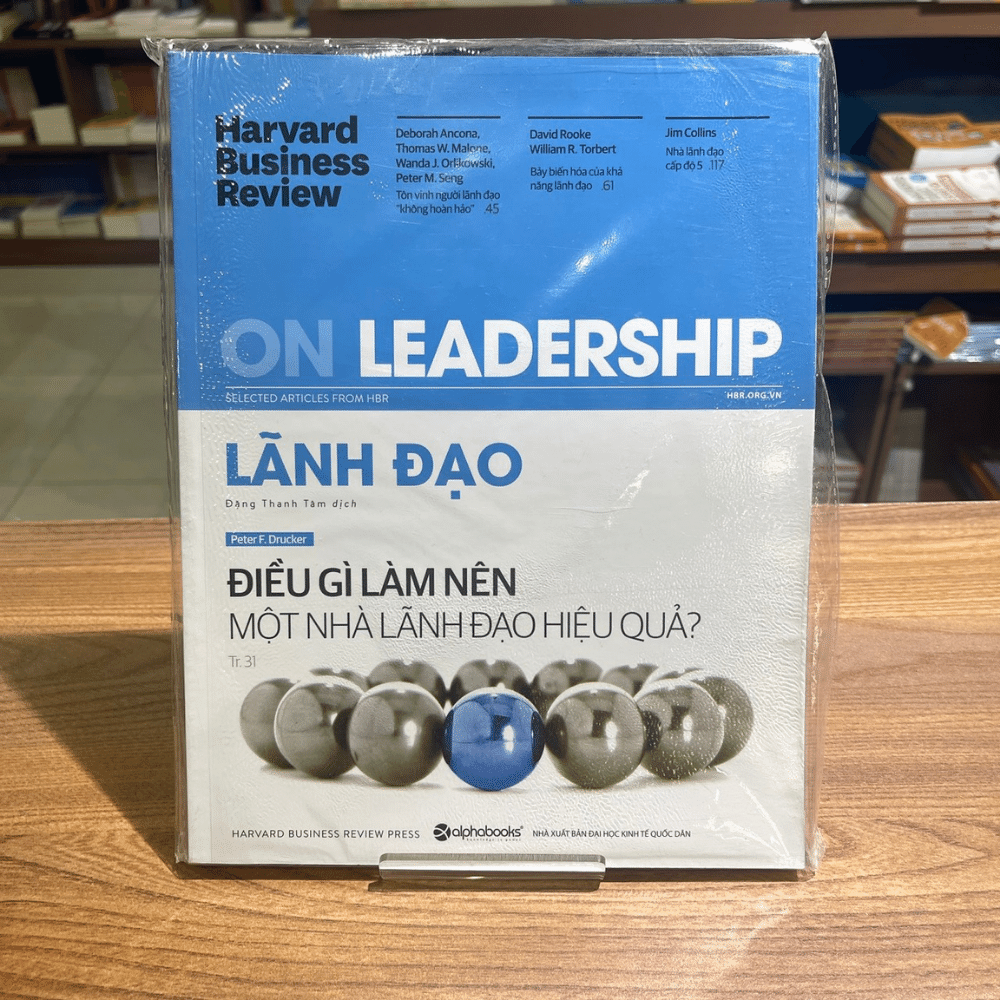 Harvard
Business
Review
Deborah Ancona,
Thomas W. Malone,
Wanda J. Orlikowski,
Peter M. Seng
Tôn vinh người lãnh đạo
"không hoàn hảo" .45
David Rooke
William R. Torbert
Bảy biến hóa của khả
năng lãnh đạo .61
Jim Collins
Nhà lãnh đạo
cấp độ 5 .117
ON LEADERSHIP
SELECTED ARTICLES FROM HBR
HBR.ORG.VN
LÃNH ĐẠO
Đặng Thanh Tâm dịch
Peter F. Drucker
ĐIỀU GÌ LÀM NÊN
MỘT NHÀ LÃNH ĐẠO HIỆU QUẢ?
Tr. 31
HARVARD BUSINESS REVIEW PRESS
alphabooks®
NHÀ XUẤT BẢN ĐẠI HỌC KINH TẾ QUỐC DÂN